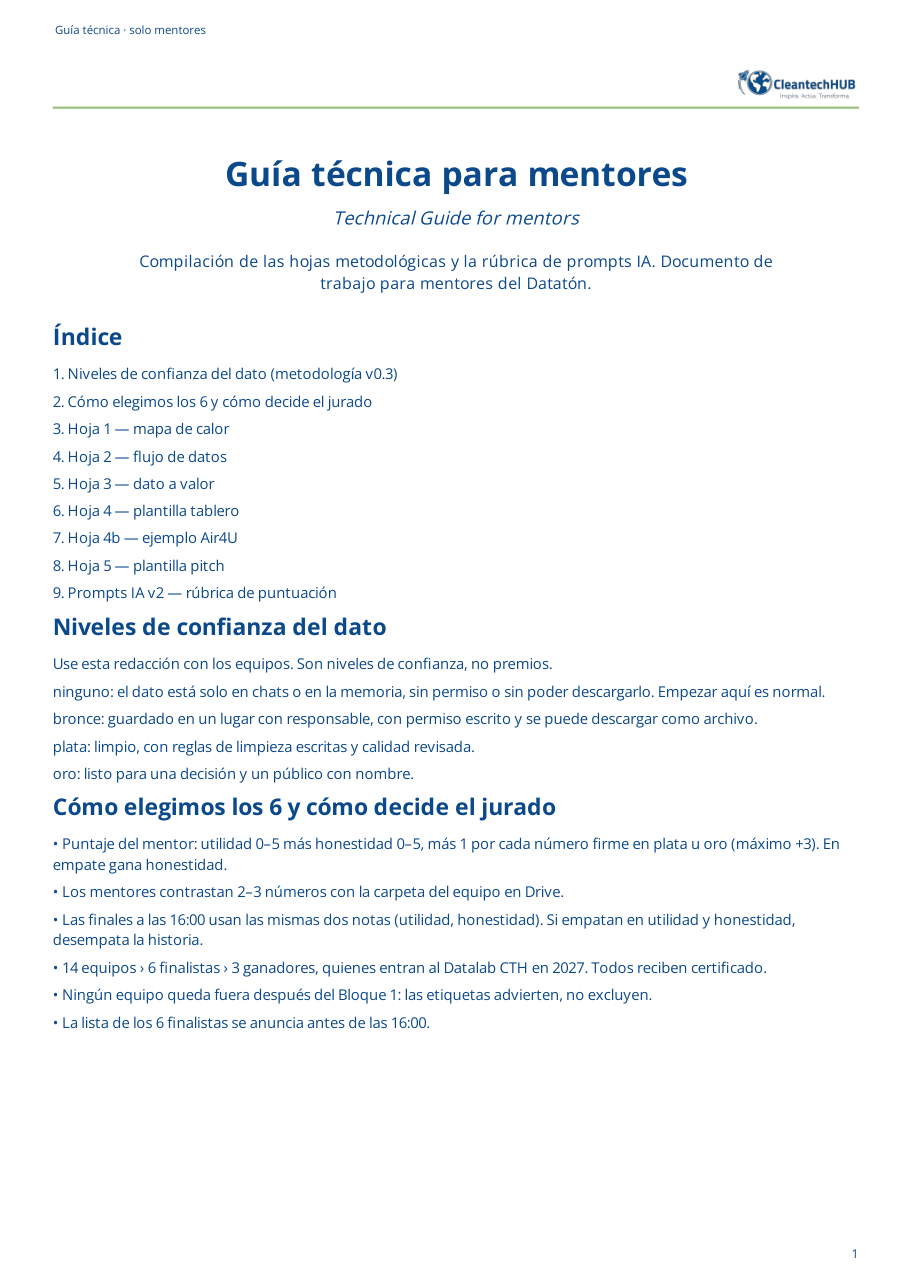 Guía técnica · solo mentores
CleantechHUB
Inspira. Actúa. Transforma.
Guía técnica para mentores
Technical Guide for mentors
Compilación de las hojas metodológicas y la rúbrica de prompts IA. Documento de
trabajo para mentores del Datatón.
Índice
1. Niveles de confianza del dato (metodología v0.3)
2. Cómo elegimos los 6 y cómo decide el jurado
3. Hoja 1 — mapa de calor
4. Hoja 2 — flujo de datos
5. Hoja 3 — dato a valor
6. Hoja 4 — plantilla tablero
7. Hoja 4b — ejemplo Air4U
8. Hoja 5 — plantilla pitch
9. Prompts IA v2 — rúbrica de puntuación
Niveles de confianza del dato
Use esta redacción con los equipos. Son niveles de confianza, no premios.
ninguno: el dato está solo en chats o en la memoria, sin permiso o sin poder descargarlo. Empezar aquí es normal.
bronce: guardado en un lugar con responsable, con permiso escrito y se puede descargar como archivo.
plata: limpio, con reglas de limpieza escritas y calidad revisada.
oro: listo para una decisión y un público con nombre.
Cómo elegimos los 6 y cómo decide el jurado
• Puntaje del mentor: utilidad 0–5 más honestidad 0–5, más 1 por cada número firme en plata u oro (máximo +3). En
empate gana honestidad.
• Los mentores contrastan 2–3 números con la carpeta del equipo en Drive.
• Las finales a las 16:00 usan las mismas dos notas (utilidad, honestidad). Si empatan en utilidad y honestidad,
desempata la historia.
• 14 equipos › 6 finalistas › 3 ganadores, quienes entran al Datalab CTH en 2027. Todos reciben certificado.
• Ningún equipo queda fuera después del Bloque 1: las etiquetas advierten, no excluyen.
• La lista de los 6 finalistas se anuncia antes de las 16:00.
1